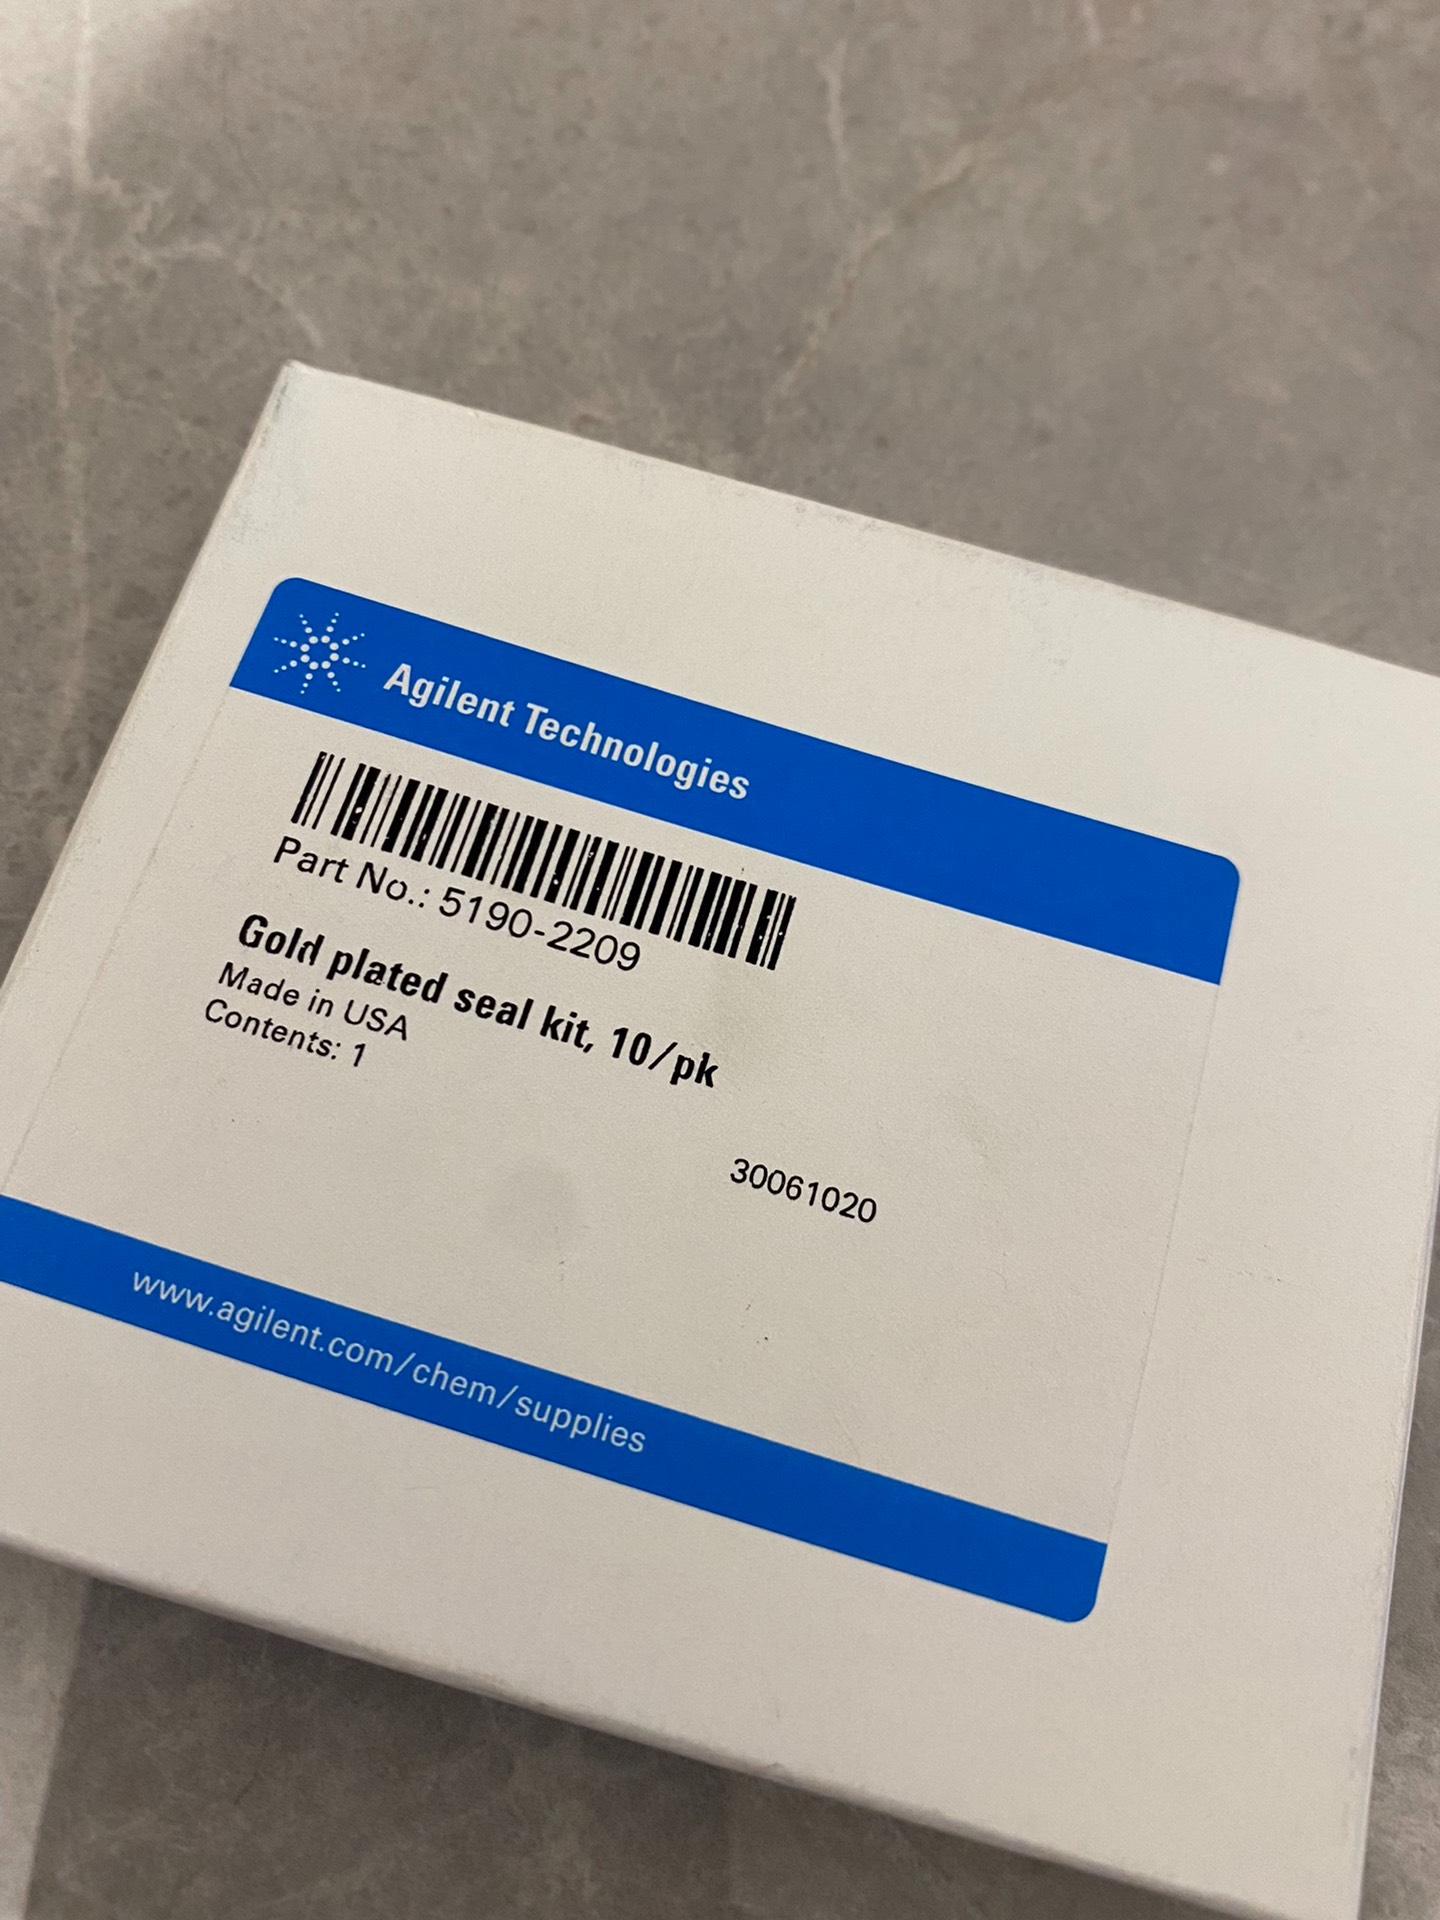 Agilent Technologies
Part No.: 5190-2209
Gold plated seal kit, 10/pk
Made in USA
Contents: 1
30061020
www.agilent.com/chem/supplies